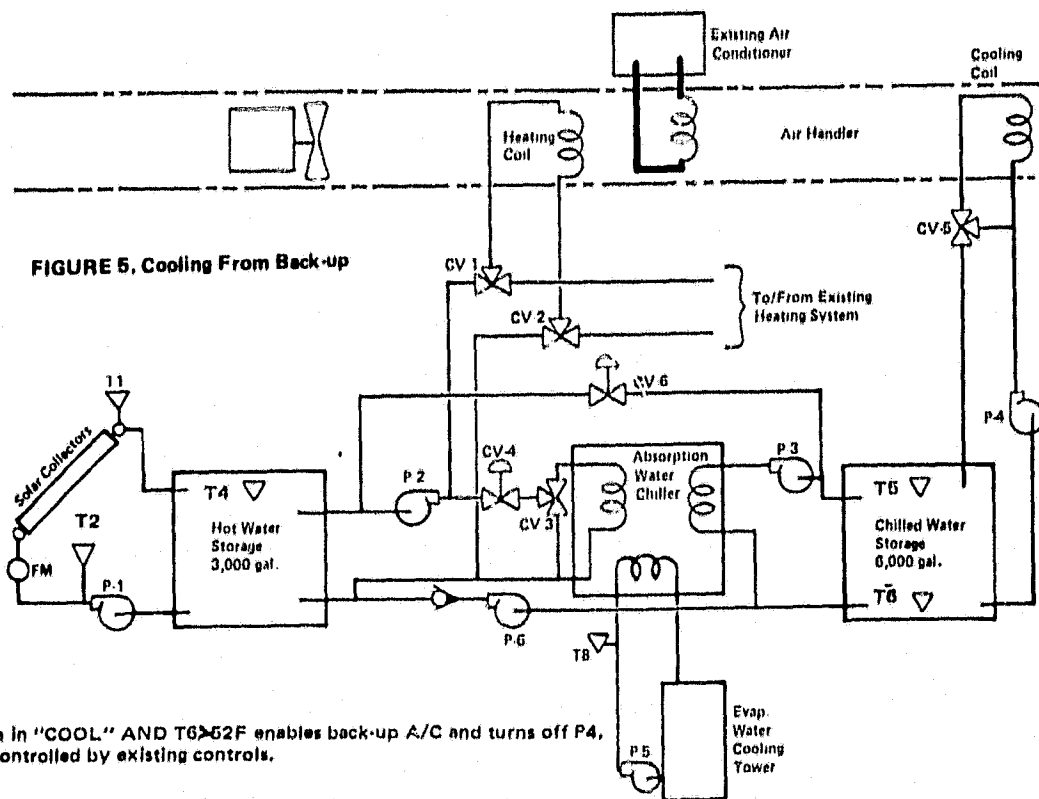 Existing Air
Conditioner
Cooling
Coil
Heating
Coil
Air Handler
CV-5
FIGURE 5. Cooling From Back-up
CV 1
CV-2
To/From Existing
Heating System
CV-6
T1
Solar Collectors
T2
FM
P-1
T4
Hot Water
Storage
3,000 gal.
P-2
CV-4
CV 3
Absorption
Water
Chiller
P 3
P-4
T5
Chilled Water
Storage
6,000 gal.
T6
P-6
T8
P 5
Evap.
Water
Cooling
Tower
in "COOL" AND T6>52F enables back-up A/C and turns off P4,
controlled by existing controls.